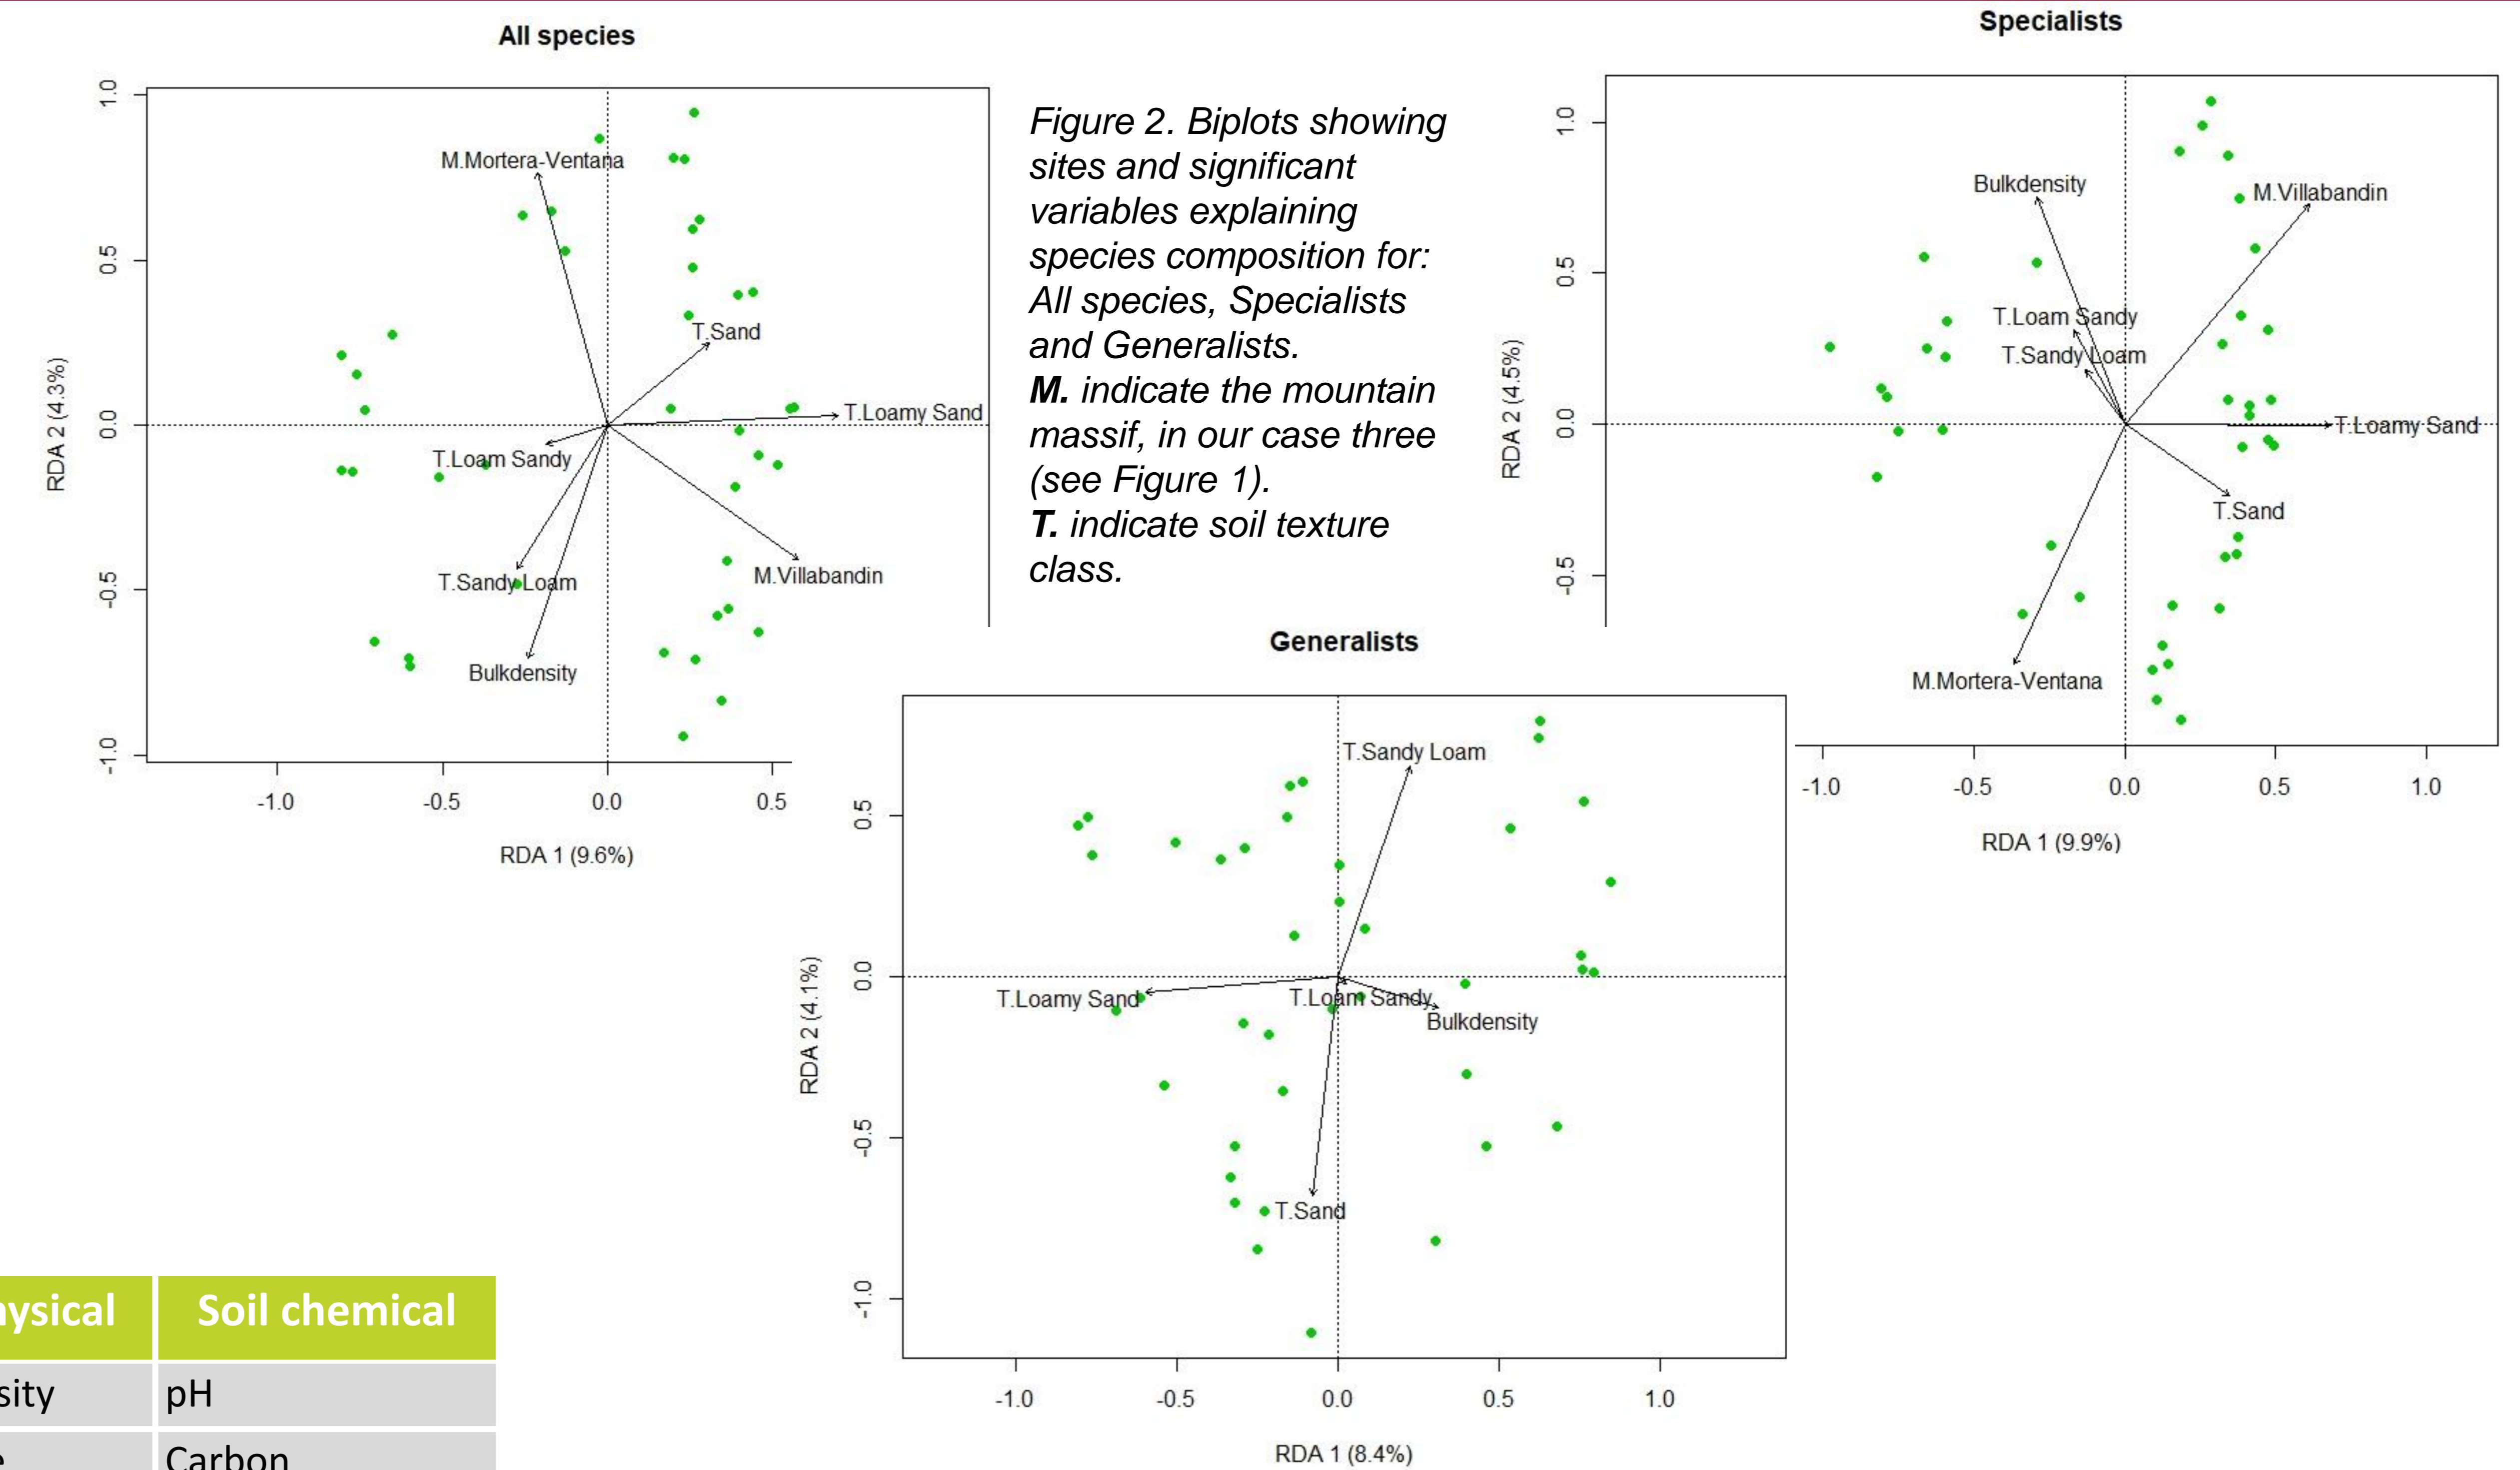 All species
1.0
0.5
0.0
-0.5
-1.0
RDA 2 (4.3%)
M.Mortera-Ventana
T.Sand
T.Loamy Sand
T.Loam Sandy
M.Villabandin
T.Sandy Loam
Bulkdensity
-1.0
-0.5
0.0
0.5
RDA 1 (9.6%)
Figure 2. Biplots showing
sites and significant
variables explaining
species composition for:
All species, Specialists
and Generalists.
M. indicate the mountain
massif, in our case three
(see Figure 1).
T. indicate soil texture
class.
Specialists
1.0
0.5
0.0
-0.5
RDA 2 (4.5%)
Bulkdensity
M.Villabandin
T.Loam Sandy
T.Sandy Loam
T.Loamy Sand
T.Sand
M.Mortera-Ventana
-1.0
-0.5
0.0
0.5
1.0
RDA 1 (9.9%)
Generalists
0.5
0.0
-0.5
-1.0
RDA 2 (4.1%)
T.Sandy Loam
T.Loamy Sand
T.Loam Sandy
Bulkdensity
T.Sand
-1.0
-0.5
0.0
0.5
1.0
RDA 1 (8.4%)
ysical
Soil chemical
sity
pH
Carbon